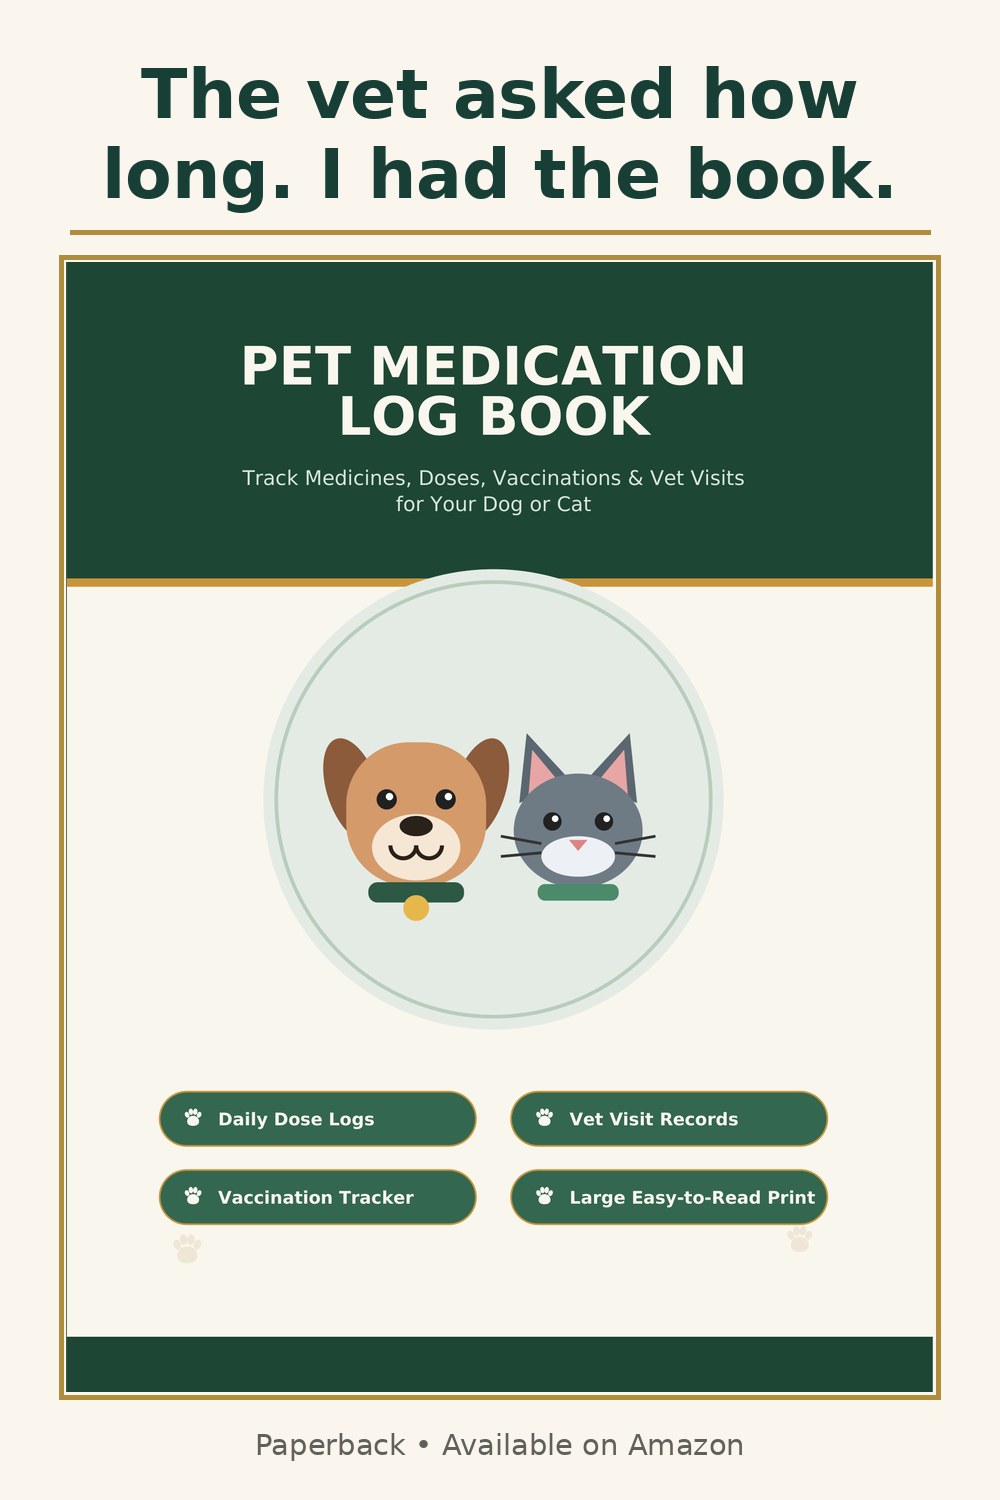 The vet asked how
long. I had the book.
PET MEDICATION
LOG BOOK
Track Medicines, Doses, Vaccinations & Vet Visits
for Your Dog or Cat
Daily Dose Logs
Vet Visit Records
Vaccination Tracker
Large Easy-to-Read Print
Paperback • Available on Amazon